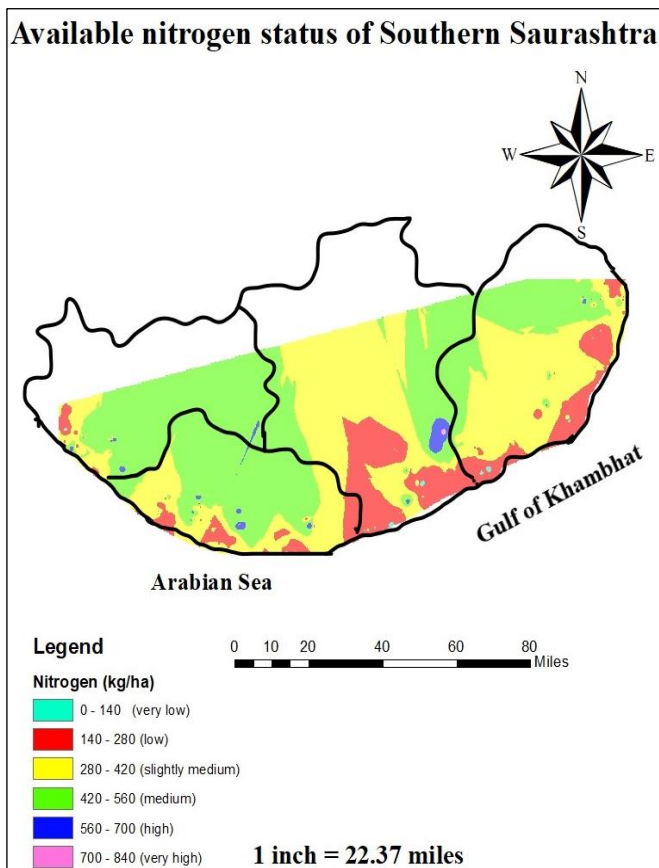 Available nitrogen status of Southern Saurashtra
N
W
E
S
Gulf of Khambhat
Arabian Sea
Legend
0 10 20 40 60 80
Miles
Nitrogen (kg/ha)
0 - 140 (very low)
140 - 280 (low)
280 - 420 (slightly medium)
420 - 560 (medium)
560 - 700 (high)
700 - 840 (very high)
1 inch = 22.37 miles